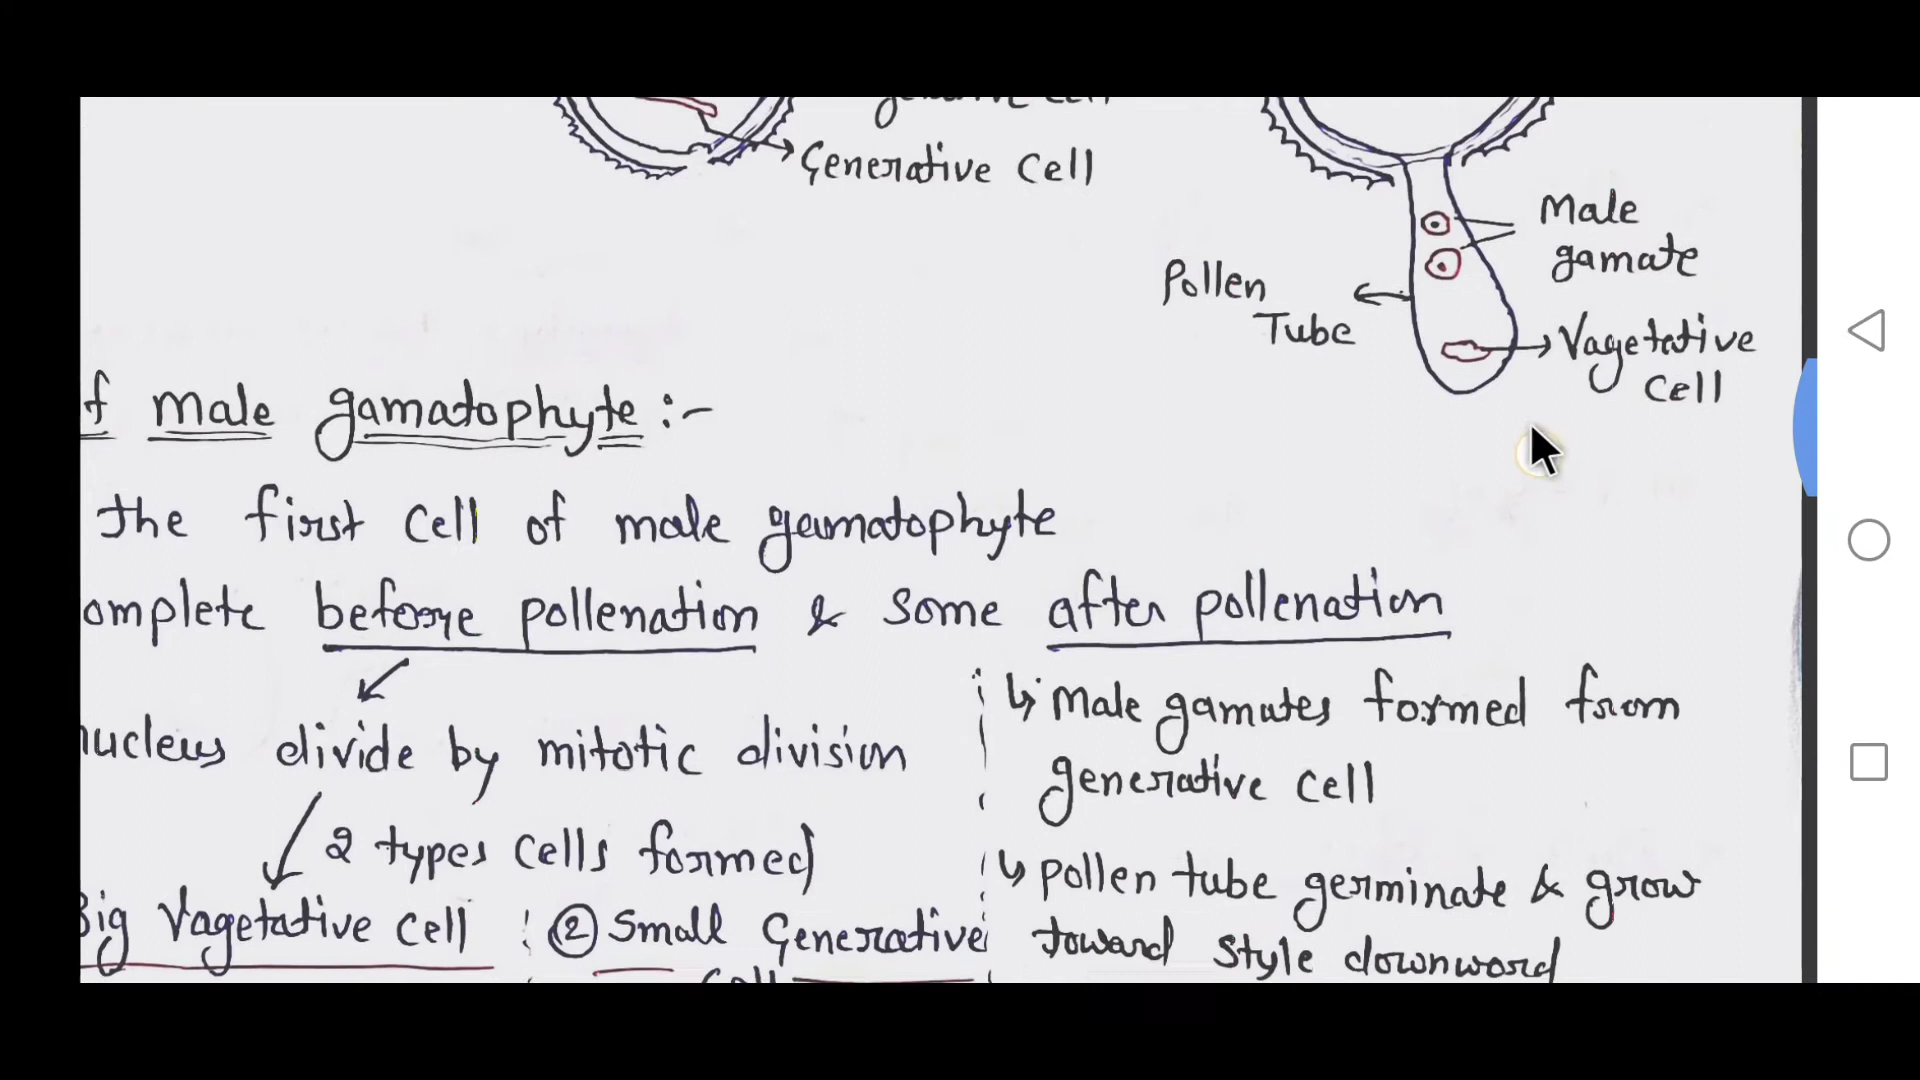 Generative Cell
Male
gamate
Pollen
Tube
Vagetative
Cell
f male gamatophyte :-
the first cell of male gamatophyte
omplete before pollenation & some after pollenation
nucleus divide by mitotic division
2 types cells formed
Big Vagetative cell
② Small Generative
↳ Male gamates formed from
generative cell
↳ pollen tube germinate & grow
toward style downword